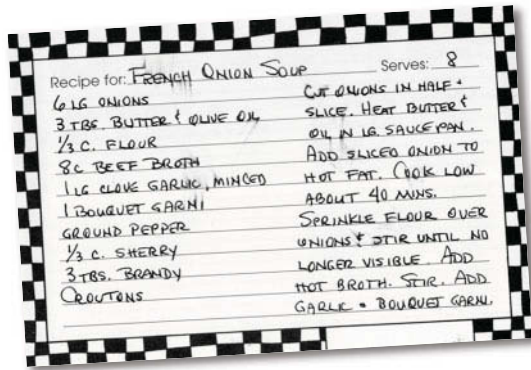 Recipe for: FRENCH ONION SOUP Serves: 8
6 LG ONIONS
3 TBS. BUTTER & OLIVE OIL
1/3 C. FLOUR
8C BEEF BROTH
1 LG CLOVE GARLIC, MINCED
1 BOUQUET GARNI
GROUND PEPPER
1/3 C. SHERRY
3 TBS. BRANDY
CROUTONS
CUT ONIONS IN HALF &
SLICE. HEAT BUTTER &
OIL IN LG. SAUCEPAN.
ADD SLICED ONION TO
HOT FAT. COOK LOW
ABOUT 40 MINS.
SPRINKLE FLOUR OVER
ONIONS & STIR UNTIL NO
LONGER VISIBLE. ADD
HOT BROTH. STIR. ADD
GARLIC & BOUQUET GARNI.